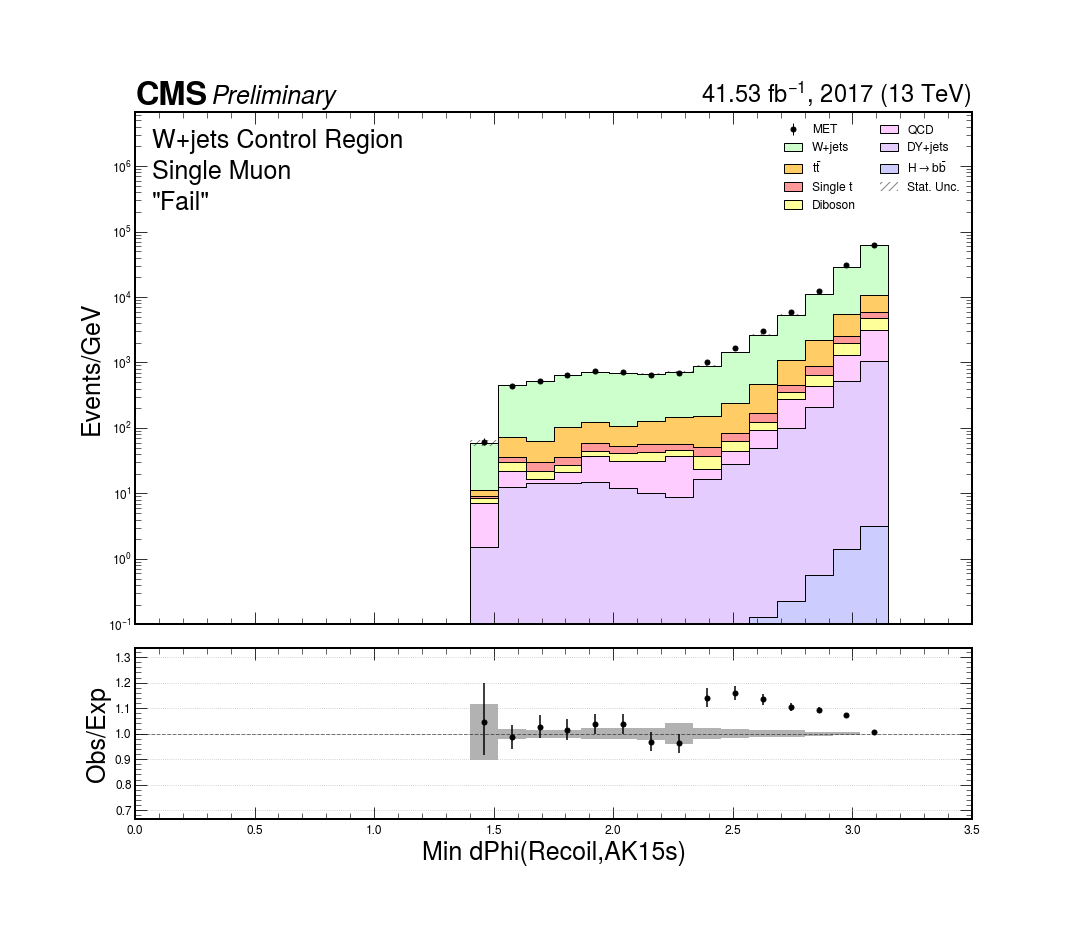 CMS Preliminary
41.53 fb⁻¹, 2017 (13 TeV)
W+jets Control Region
Single Muon
"Fail"
MET
W+jets
tt̄
Single t
Diboson
QCD
DY+jets
H→bb̄
Stat. Unc.
Events/GeV
10⁶
10⁵
10⁴
10³
10²
10¹
10⁰
10⁻¹
Obs/Exp
1.3
1.2
1.1
1.0
0.9
0.8
0.7
0.0 0.5 1.0 1.5 2.0 2.5 3.0 3.5
Min dPhi(Recoil,AK15s)